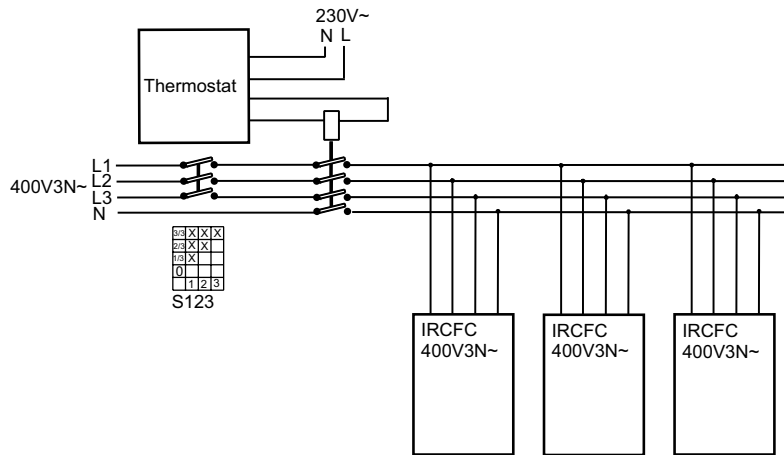 230V~
N L
Thermostat
L1
400V3N~
L2
L3
N
3/3 X X X
2/3 X X
1/3 X
0
1 2 3
S123
IRCFC
400V3N~
IRCFC
400V3N~
IRCFC
400V3N~